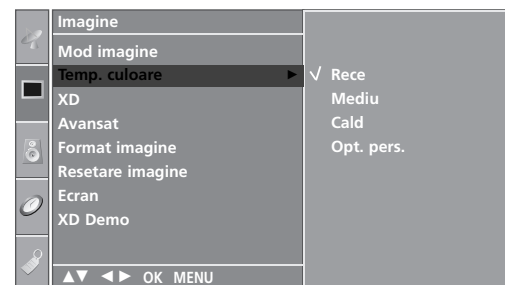 Imagine
Mod imagine
Temp. culoare ►
XD
Avansat
Format imagine
Resetare imagine
Ecran
XD Demo
▲▼ ◄► OK MENU
√ Rece
Mediu
Cald
Opt. pers.